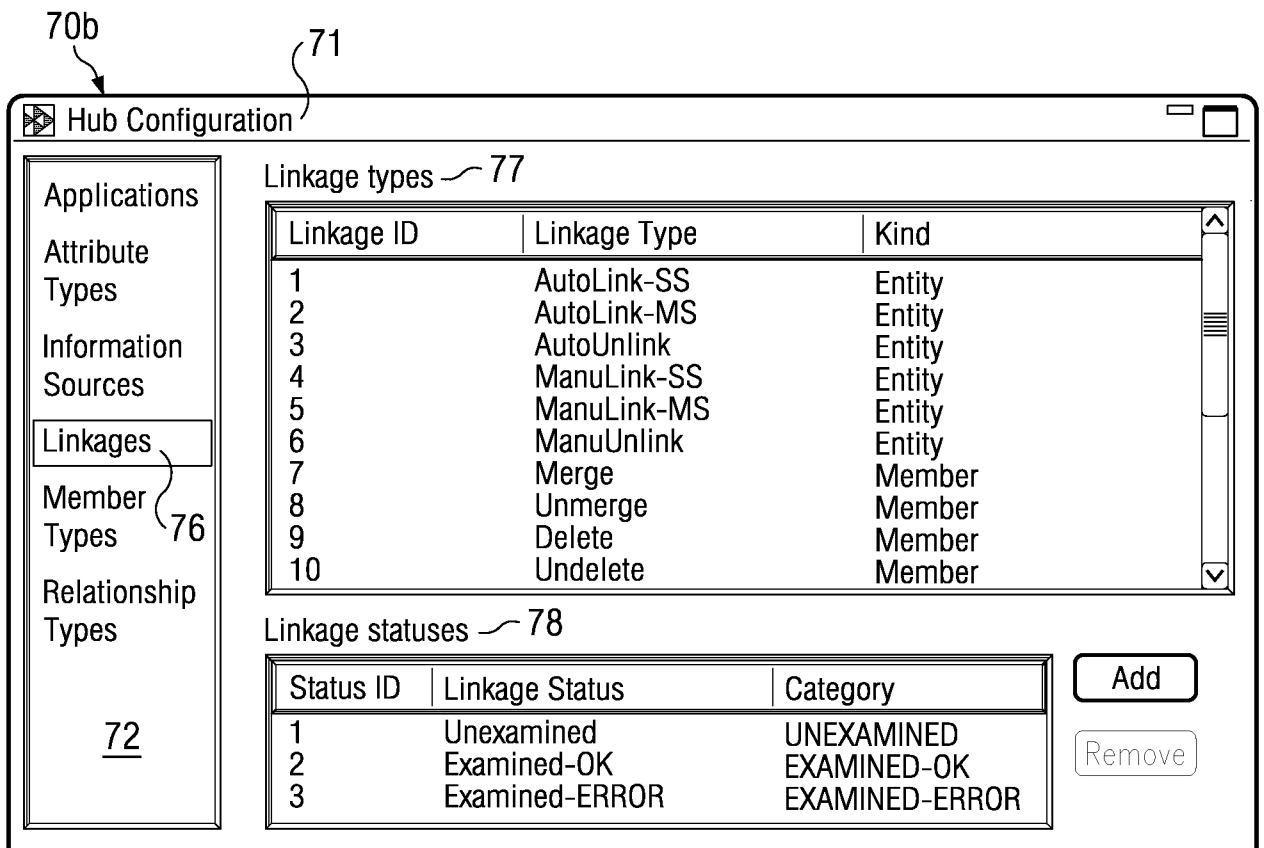 70b
71
Hub Configuration
Applications
Attribute
Types
Information
Sources
Linkages
Member
Types
76
Relationship
Types
72
Linkage types 77
Linkage ID Linkage Type Kind
1 AutoLink-SS Entity
2 AutoLink-MS Entity
3 AutoUnlink Entity
4 ManuLink-SS Entity
5 ManuLink-MS Entity
6 ManuUnlink Entity
7 Merge Member
8 Unmerge Member
9 Delete Member
10 Undelete Member
Linkage statuses 78
Status ID Linkage Status Category
1 Unexamined UNEXAMINED
2 Examined-OK EXAMINED-OK
3 Examined-ERROR EXAMINED-ERROR
Add
Remove